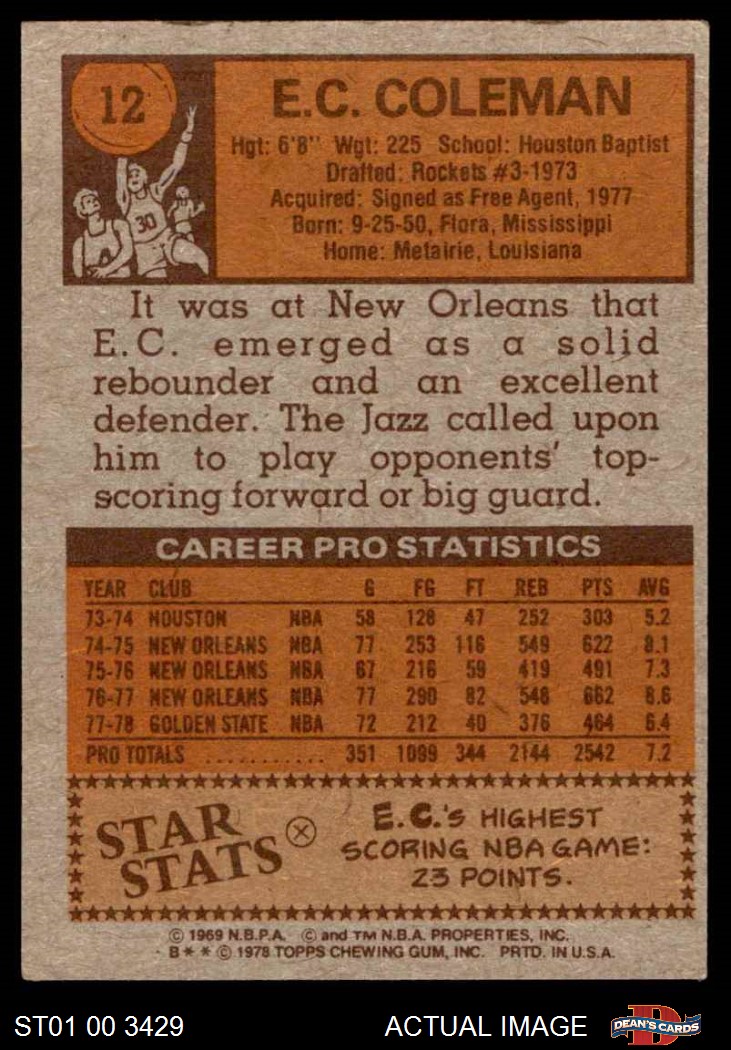 12
E.C. COLEMAN
Hgt: 6'8" Wgt: 225 School: Houston Baptist
Drafted: Rockets #3-1973
Acquired: Signed as Free Agent, 1977
Born: 9-25-50, Flora, Mississippi
Home: Metairie, Louisiana
30
It was at New Orleans that
E.C. emerged as a solid
rebounder and an excellent
defender. The Jazz called upon
him to play opponents' top-
scoring forward or big guard.
CAREER PRO STATISTICS
YEAR CLUB G FG FT REB PTS AVG
73-74 HOUSTON NBA 58 128 47 252 303 5.2
74-75 NEW ORLEANS NBA 77 253 116 549 622 8.1
75-76 NEW ORLEANS NBA 67 216 59 419 491 7.3
76-77 NEW ORLEANS NBA 77 290 82 548 662 8.6
77-78 GOLDEN STATE NBA 72 212 40 376 464 6.4
PRO TOTALS ........... 351 1099 344 2144 2542 7.2
STAR STATS
E.C.'S HIGHEST
SCORING NBA GAME:
23 POINTS.
© 1969 N.B.P.A. © and TM N.B.A. PROPERTIES, INC.
B * * © 1978 TOPPS CHEWING GUM, INC. PRTD. IN U.S.A.
ST01 00 3429 ACTUAL IMAGE
DEAN'S CARDS